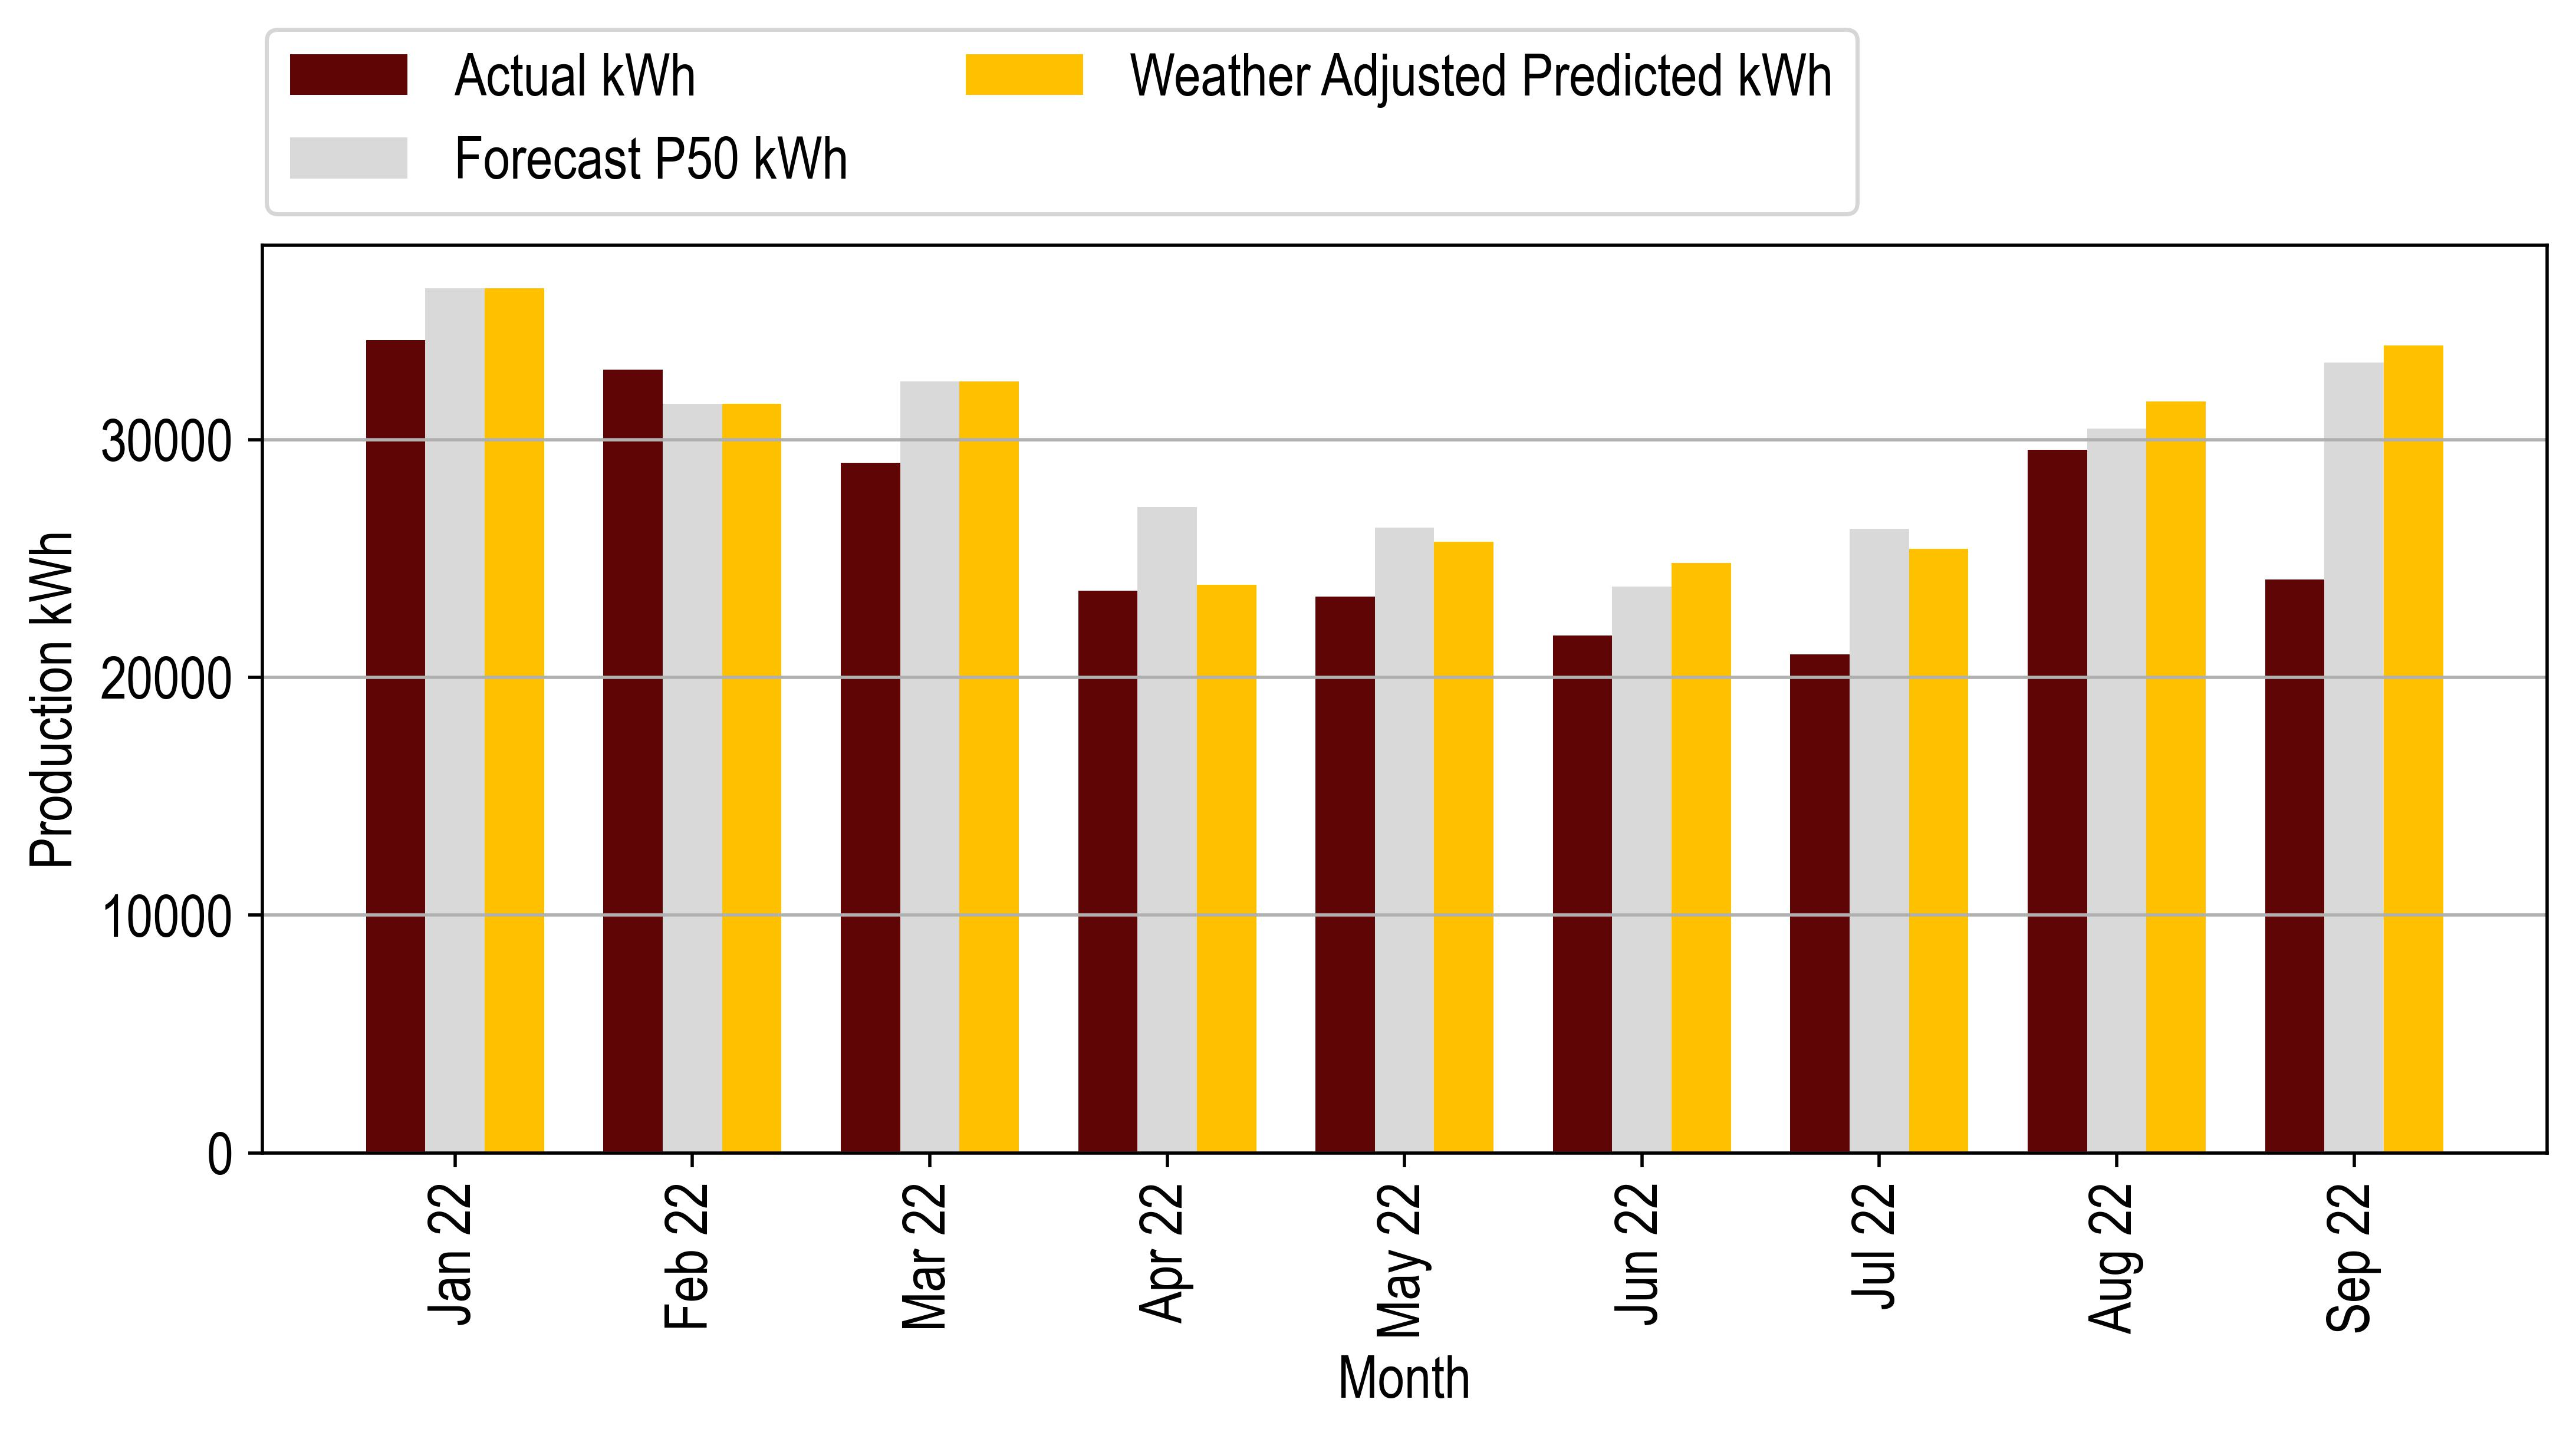 Actual kWh
Forecast P50 kWh
Weather Adjusted Predicted kWh
Production kWh
30000
20000
10000
0
Jan 22
Feb 22
Mar 22
Apr 22
May 22
Jun 22
Jul 22
Aug 22
Sep 22
Month